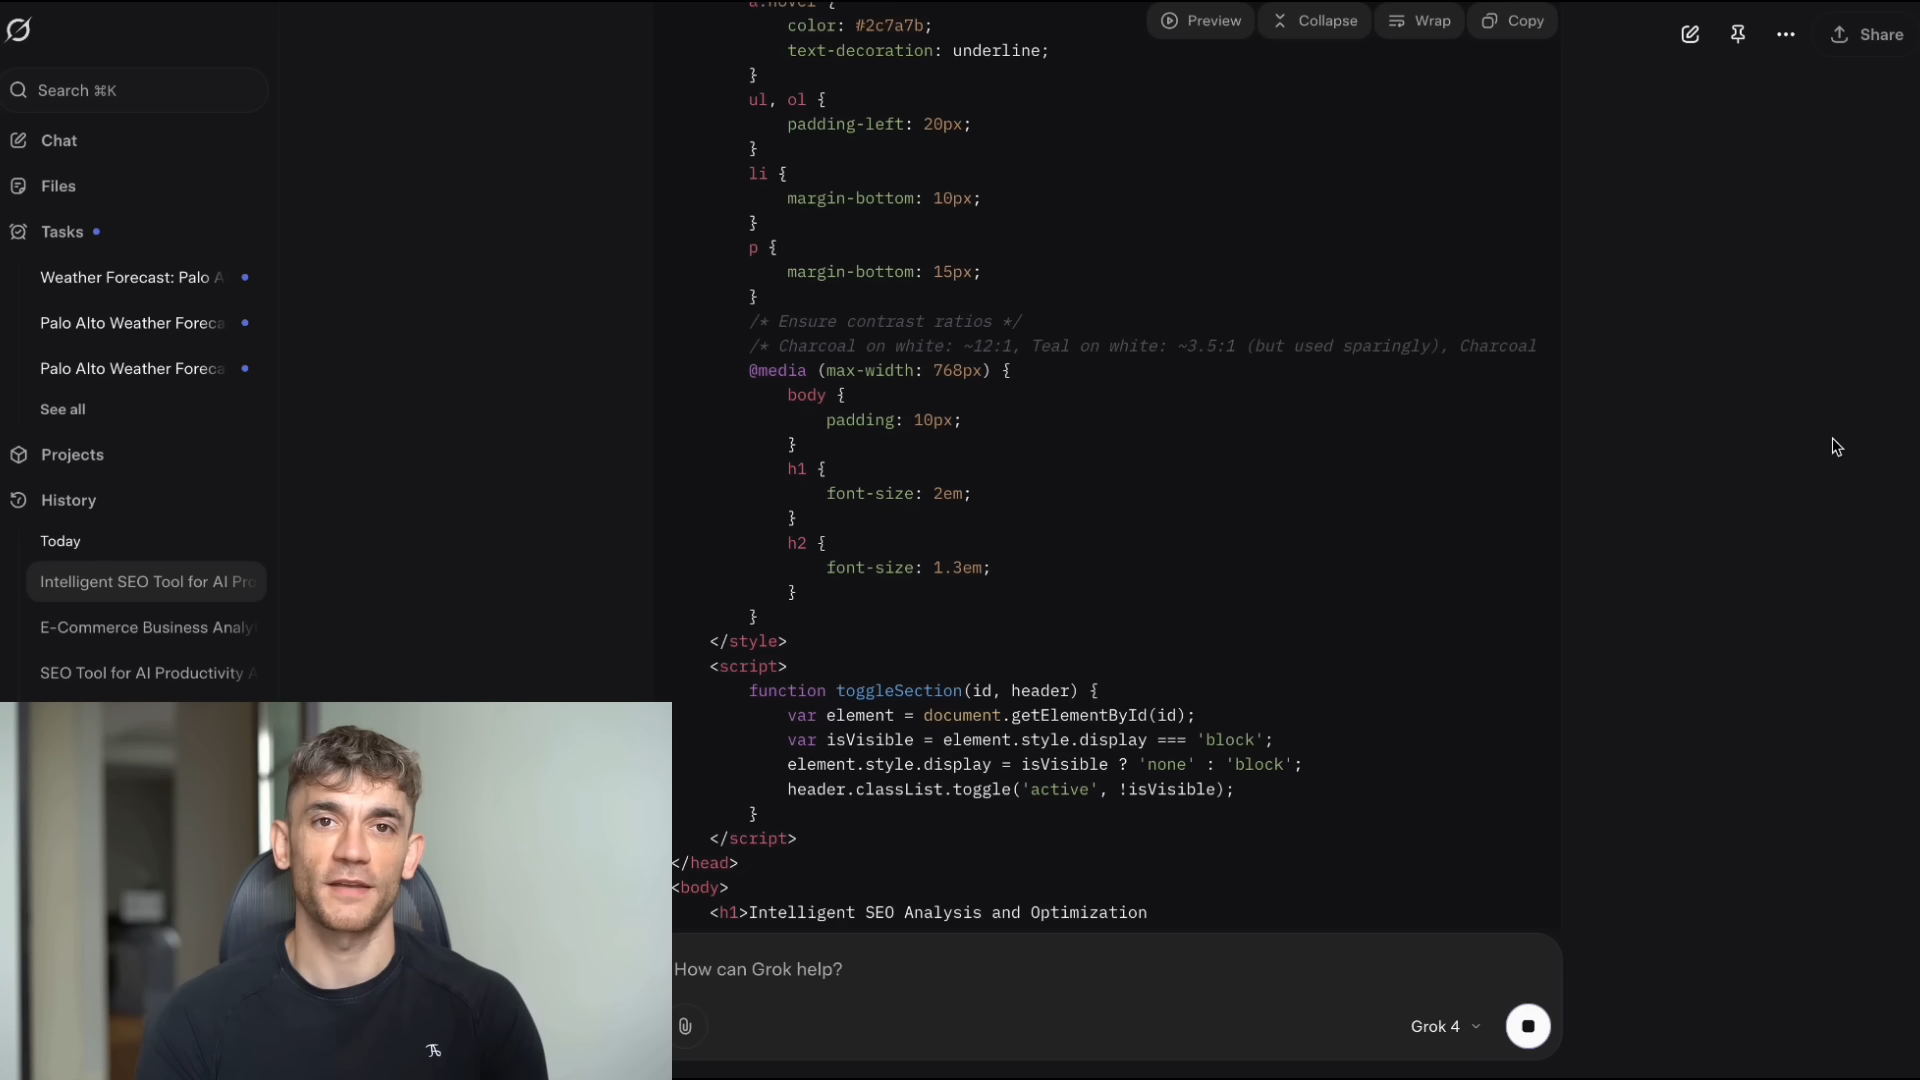 Search ⌘K
Chat
Files
Tasks
Weather Forecast: Palo A
Palo Alto Weather Foreca
Palo Alto Weather Foreca
See all
Projects
History
Today
Intelligent SEO Tool for AI Pro
E-Commerce Business Analy
SEO Tool for AI Productivity A
Preview
Collapse
Wrap
Copy
Share
a:hover {
color: #2c7a7b;
text-decoration: underline;
}
ul, ol {
padding-left: 20px;
}
li {
margin-bottom: 10px;
}
p {
margin-bottom: 15px;
}
/* Ensure contrast ratios */
/* Charcoal on white: ~12:1, Teal on white: ~3.5:1 (but used sparingly), Charcoal
@media (max-width: 768px) {
body {
padding: 10px;
}
h1 {
font-size: 2em;
}
h2 {
font-size: 1.3em;
}
}
</style>
<script>
function toggleSection(id, header) {
var element = document.getElementById(id);
var isVisible = element.style.display === 'block';
element.style.display = isVisible ? 'none' : 'block';
header.classList.toggle('active', !isVisible);
}
</script>
</head>
<body>
<h1>Intelligent SEO Analysis and Optimization
How can Grok help?
Grok 4